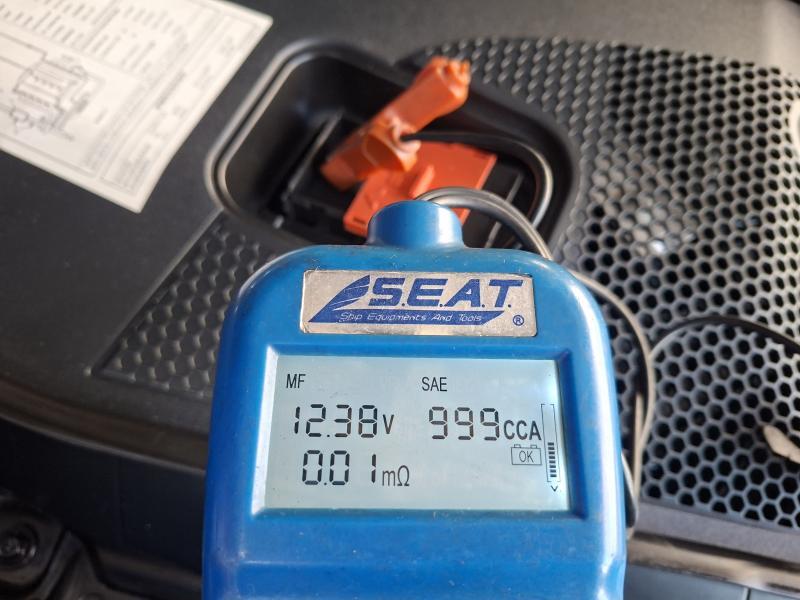 S.E.A.T.
Ship Equipments And Tools ®
MF SAE
12.38V 999CCA
OK
0.01mΩ